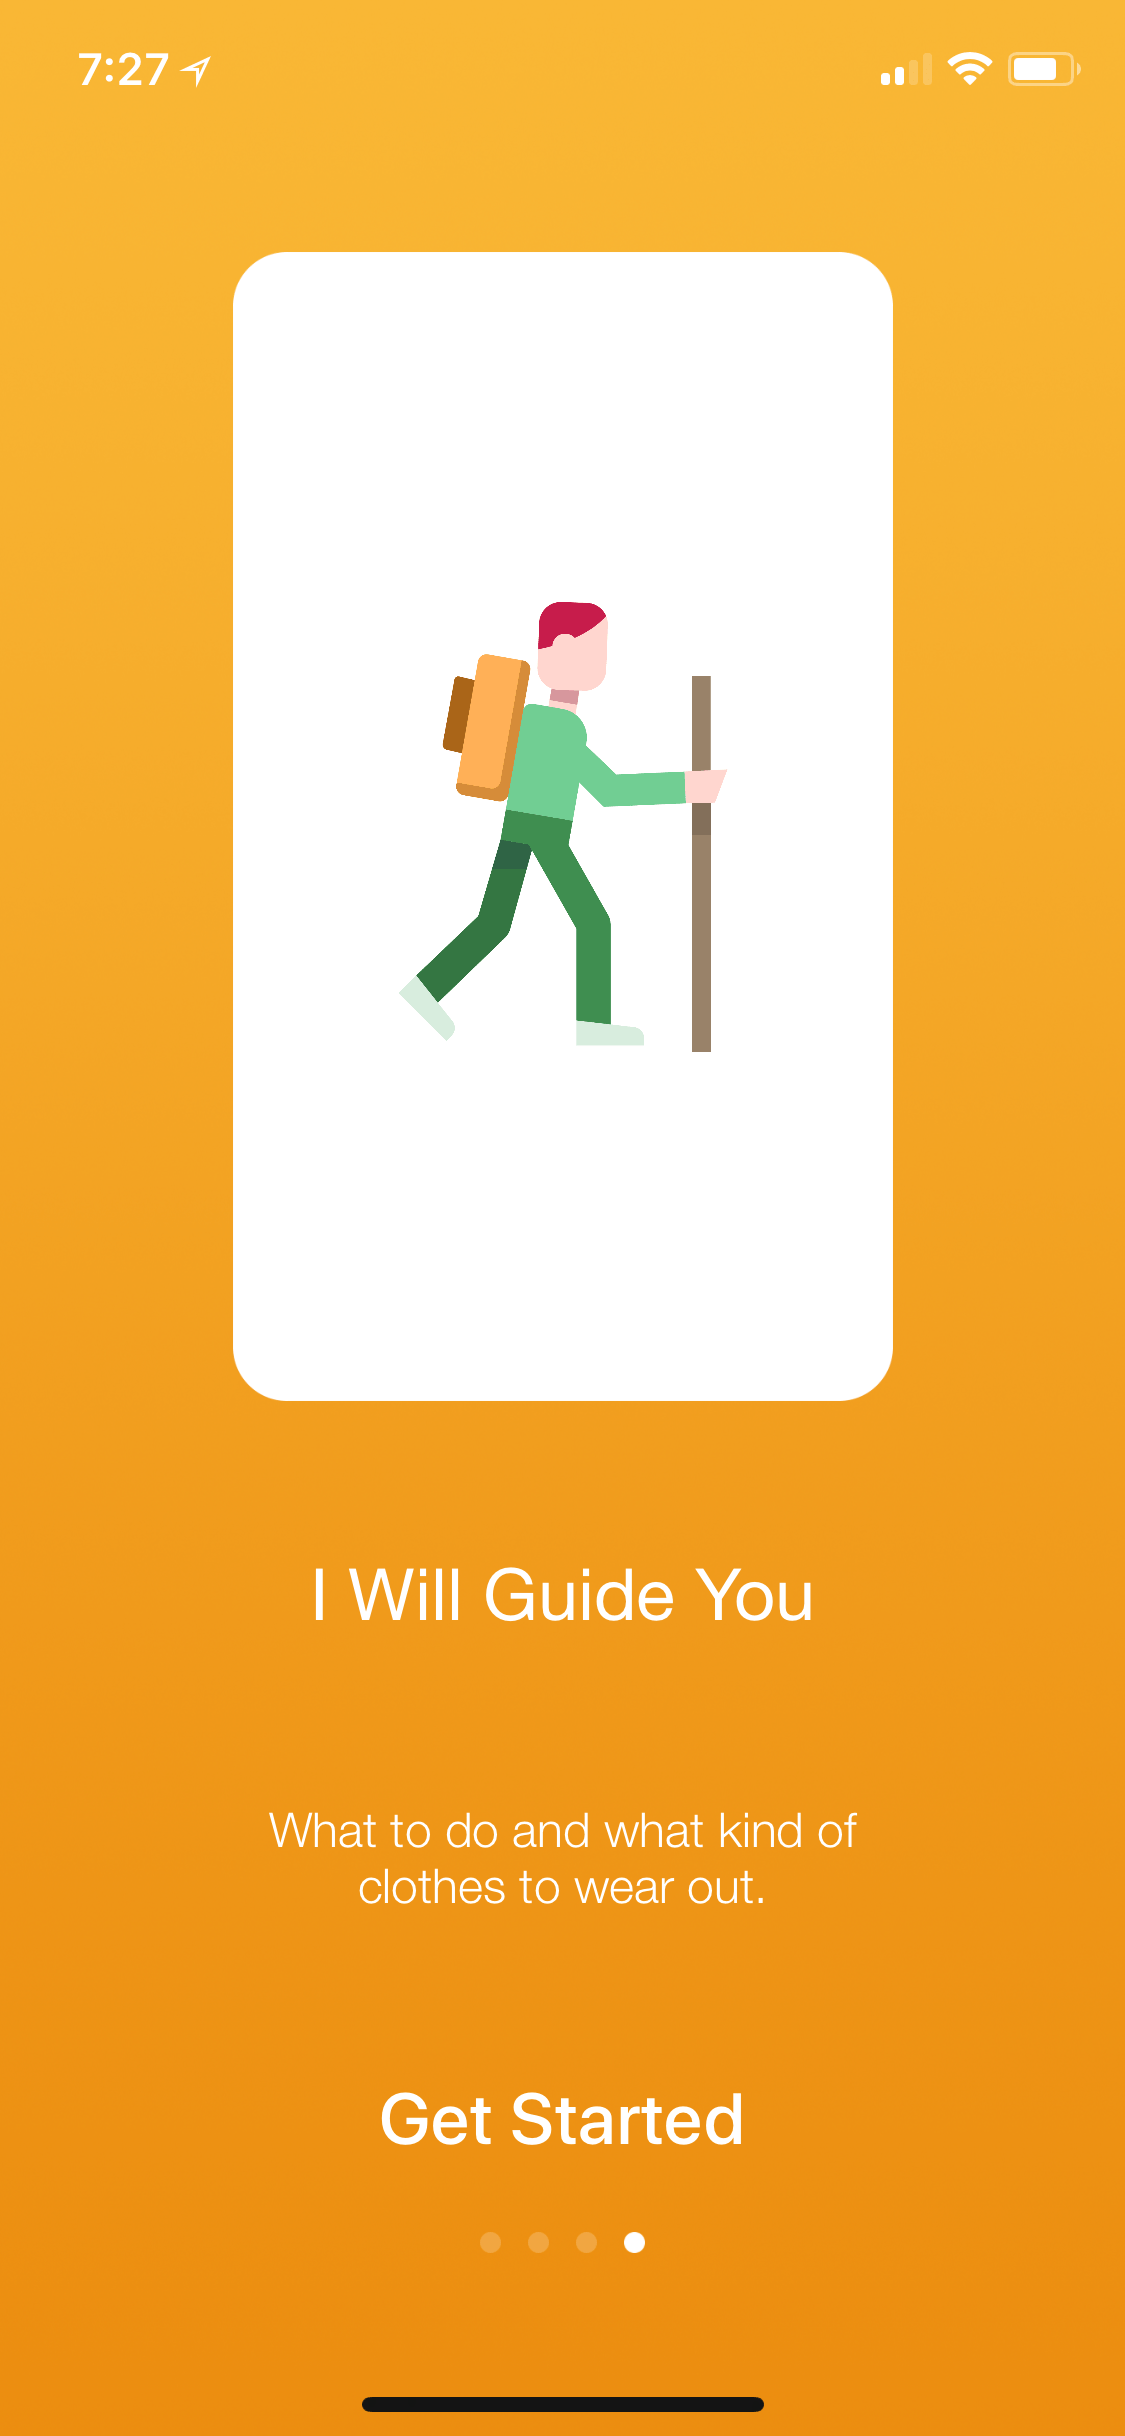 7:27
I Will Guide You
What to do and what kind of
clothes to wear out.
Get Started